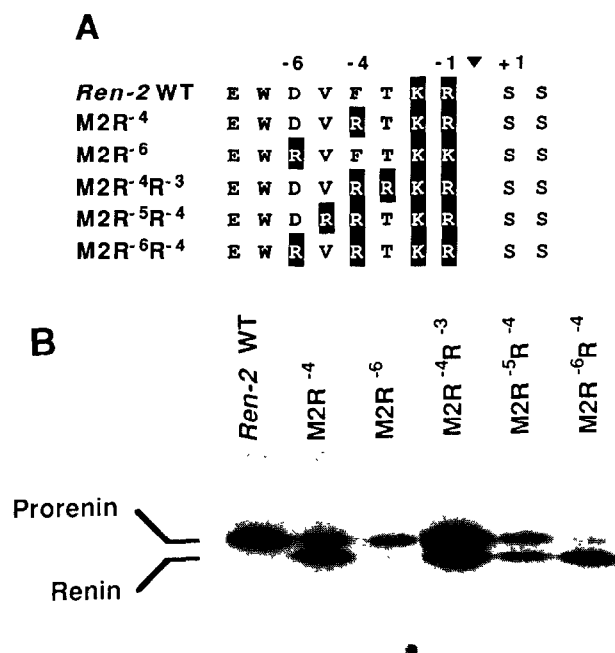 A
-6 -4 -1 ▼ +1
Ren-2 WT E W D V F T K R S S
M2R-4 E W D V R T K R S S
M2R-6 E W R V F T K K S S
M2R-4R-3 E W D V R R K R S S
M2R-5R-4 E W D R R T K R S S
M2R-6R-4 E W R V R T K R S S
B
Ren-2 WT
M2R-4
M2R-6
M2R-4R-3
M2R-5R-4
M2R-6R-4
Prorenin
Renin